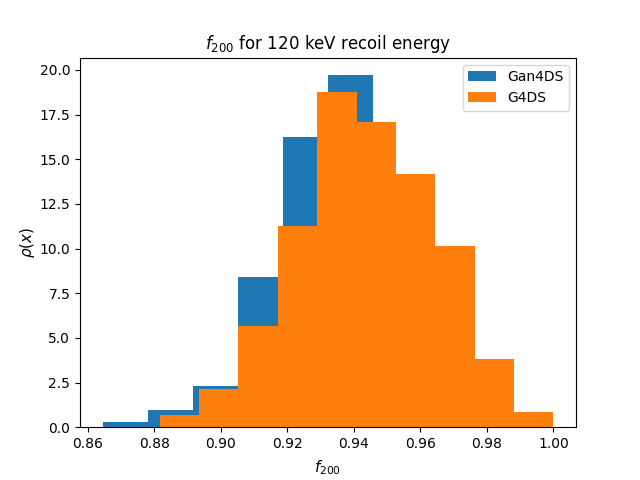 f₂₀₀ for 120 keV recoil energy
Gan4DS
G4DS
20.0
17.5
15.0
12.5
10.0
7.5
5.0
2.5
0.0
ρ(x)
0.86 0.88 0.90 0.92 0.94 0.96 0.98 1.00
f₂₀₀